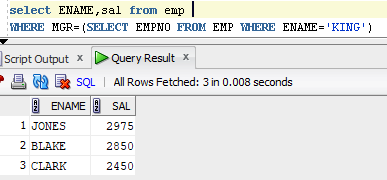 select ENAME,sal from emp
WHERE MGR=(SELECT EMPNO FROM EMP WHERE ENAME='KING')
Script Output × Query Result ×
SQL | All Rows Fetched: 3 in 0.008 seconds
ENAME SAL
1 JONES 2975
2 BLAKE 2850
3 CLARK 2450